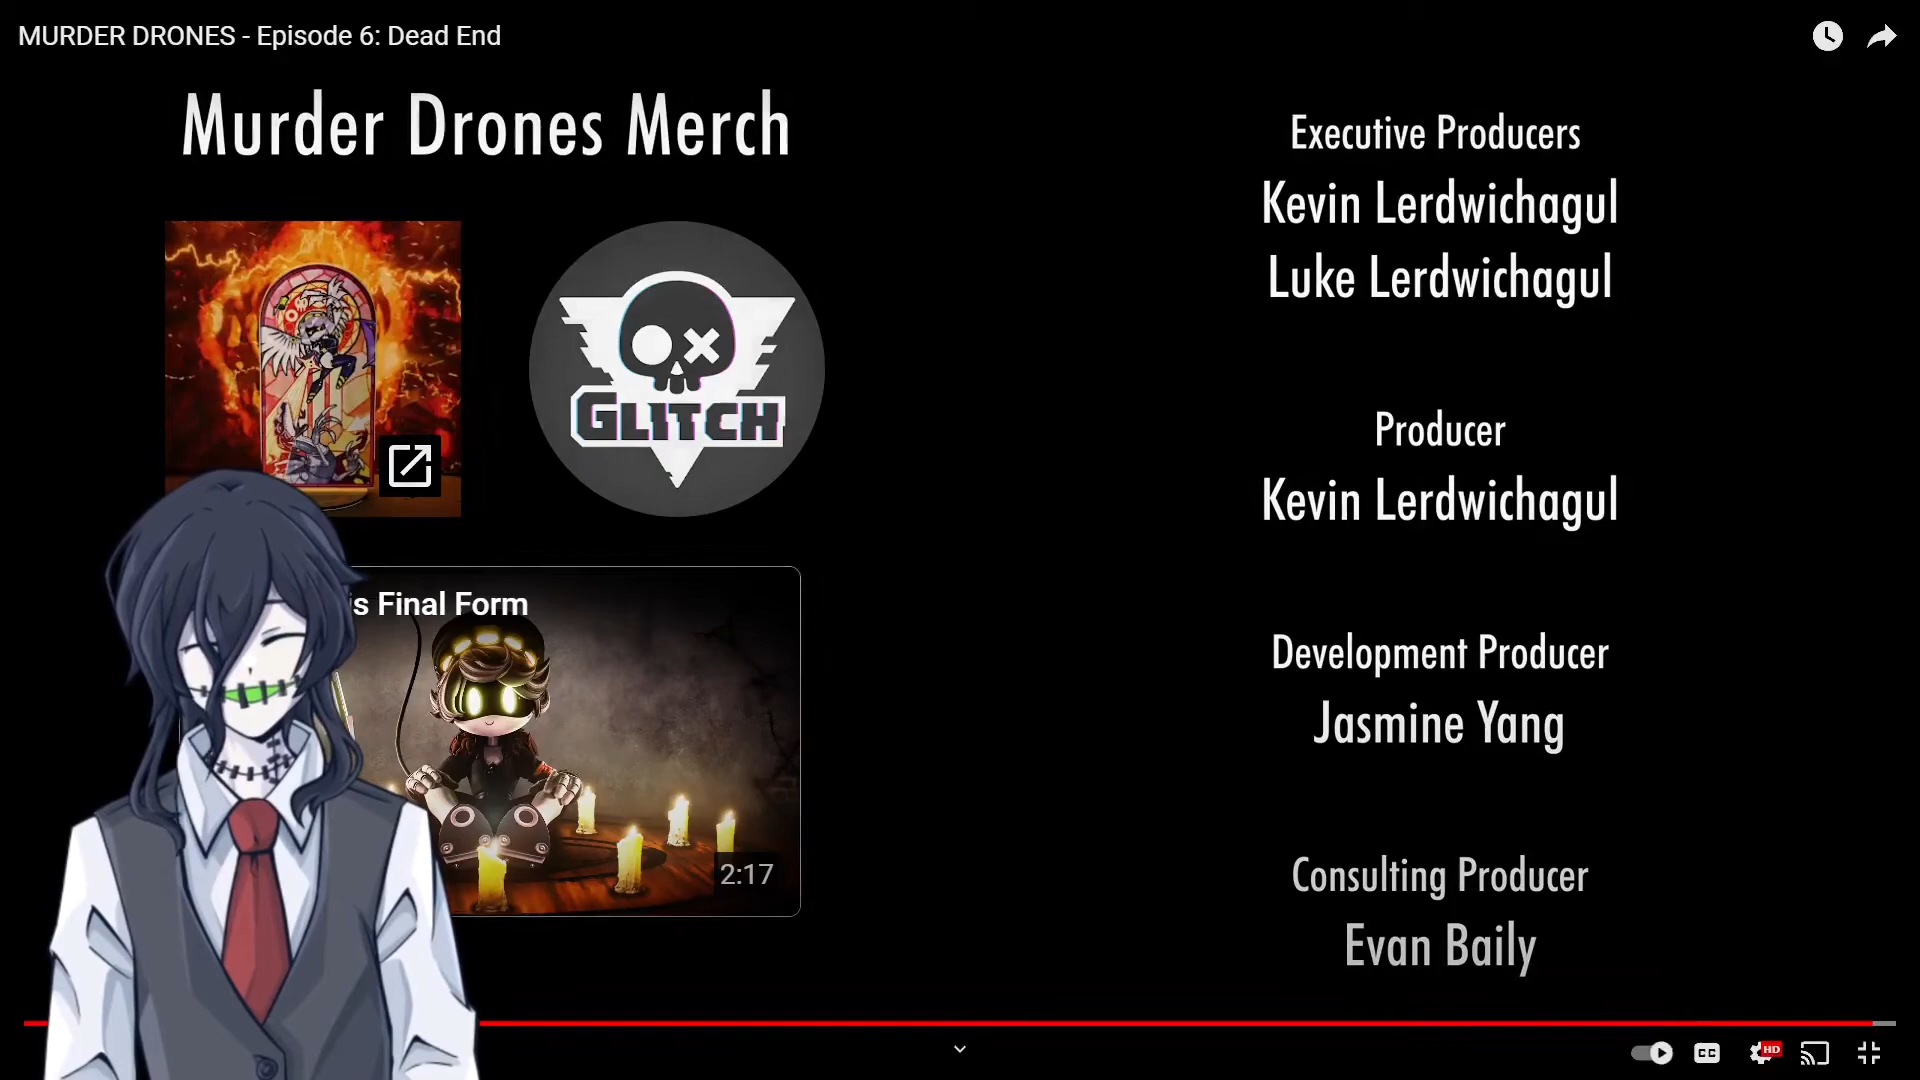 MURDER DRONES - Episode 6: Dead End
Murder Drones Merch
GLITCH
is Final Form
2:17
Executive Producers
Kevin Lerdwichagul
Luke Lerdwichagul
Producer
Kevin Lerdwichagul
Development Producer
Jasmine Yang
Consulting Producer
Evan Baily
CC
HD